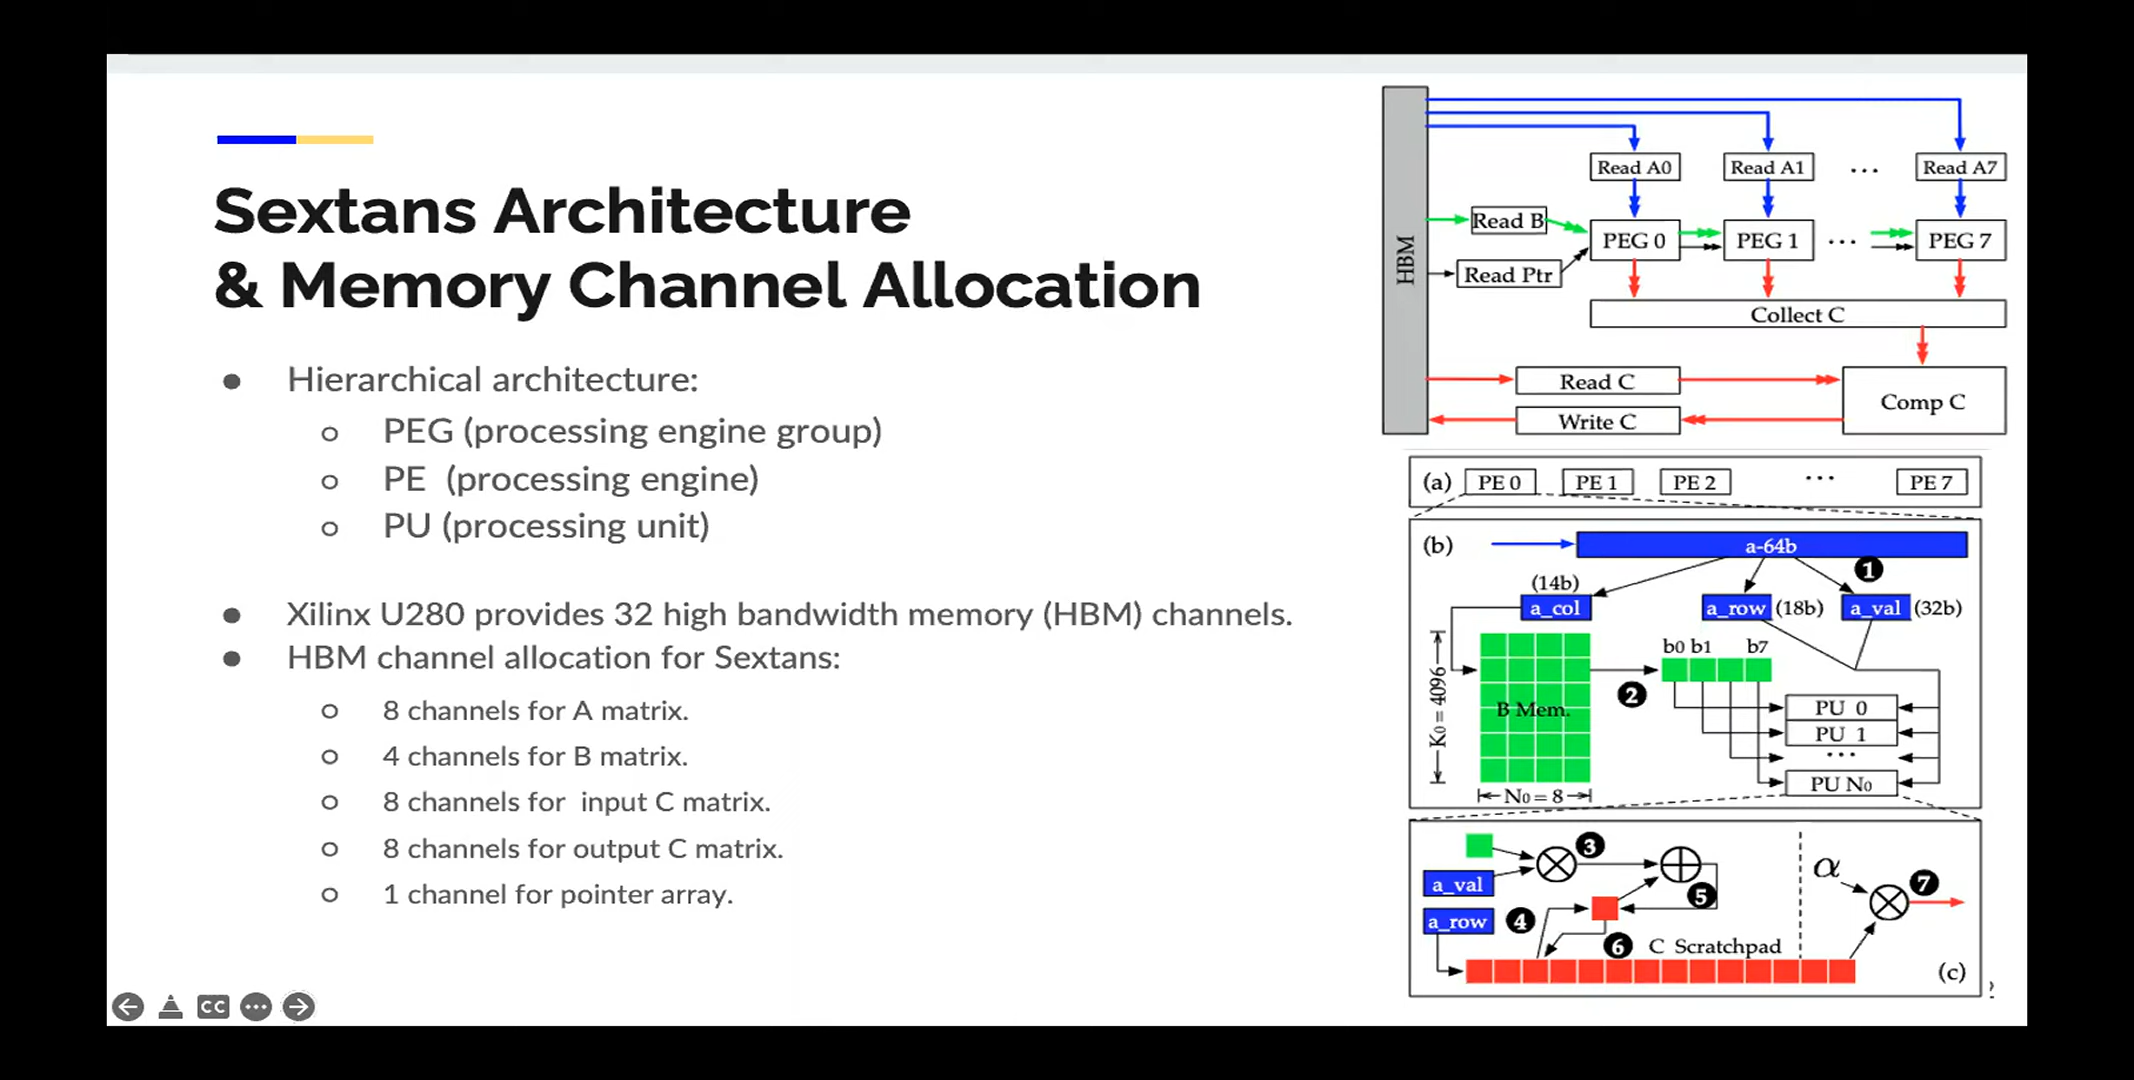 Sextans Architecture
& Memory Channel Allocation
● Hierarchical architecture:
○ PEG (processing engine group)
○ PE (processing engine)
○ PU (processing unit)
● Xilinx U280 provides 32 high bandwidth memory (HBM) channels.
● HBM channel allocation for Sextans:
○ 8 channels for A matrix.
○ 4 channels for B matrix.
○ 8 channels for input C matrix.
○ 8 channels for output C matrix.
○ 1 channel for pointer array.
CC
HBM
Read A0 Read A1 ... Read A7
Read B
PEG 0 PEG 1 ... PEG 7
Read Ptr
Collect C
Read C
Comp C
Write C
(a) PE 0 PE 1 PE 2 ... PE 7
(b) a-64b
1
(14b)
a_col a_row (18b) a_val (32b)
b0 b1 b7
K₀ = 4096
B Mem.
2
PU 0
PU 1
...
PU N₀
N₀ = 8
3
a_val
α
7
5
a_row 4
6 C Scratchpad
(c)